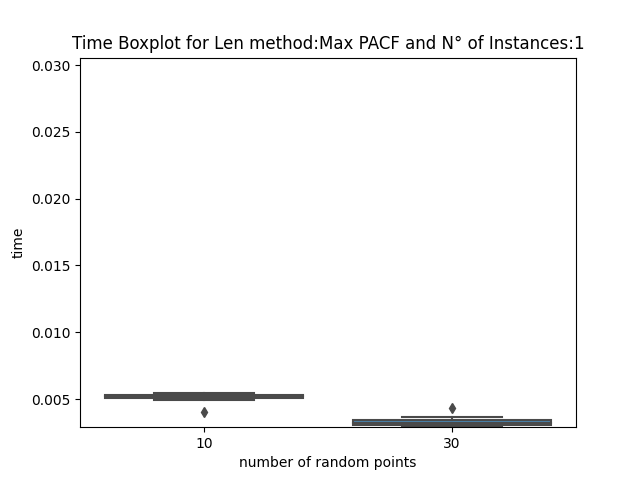 Time Boxplot for Len method:Max PACF and N° of Instances:1
0.030
0.025
0.020
0.015
0.010
0.005
time
10
30
number of random points